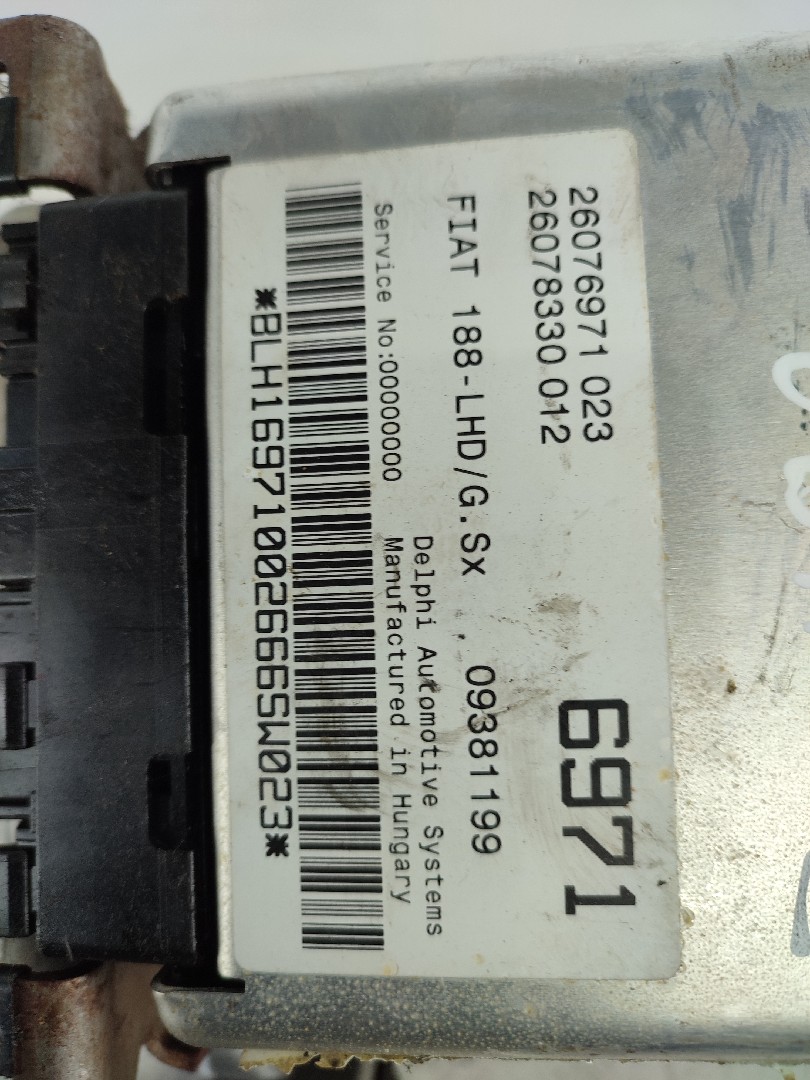 26076971 023
26078330 012
6971
FIAT 188-LHD/G.Sx . 09381199
Delphi Automotive Systems
Service No:00000000 Manufactured in Hungary
*BLH16971002666SW023*